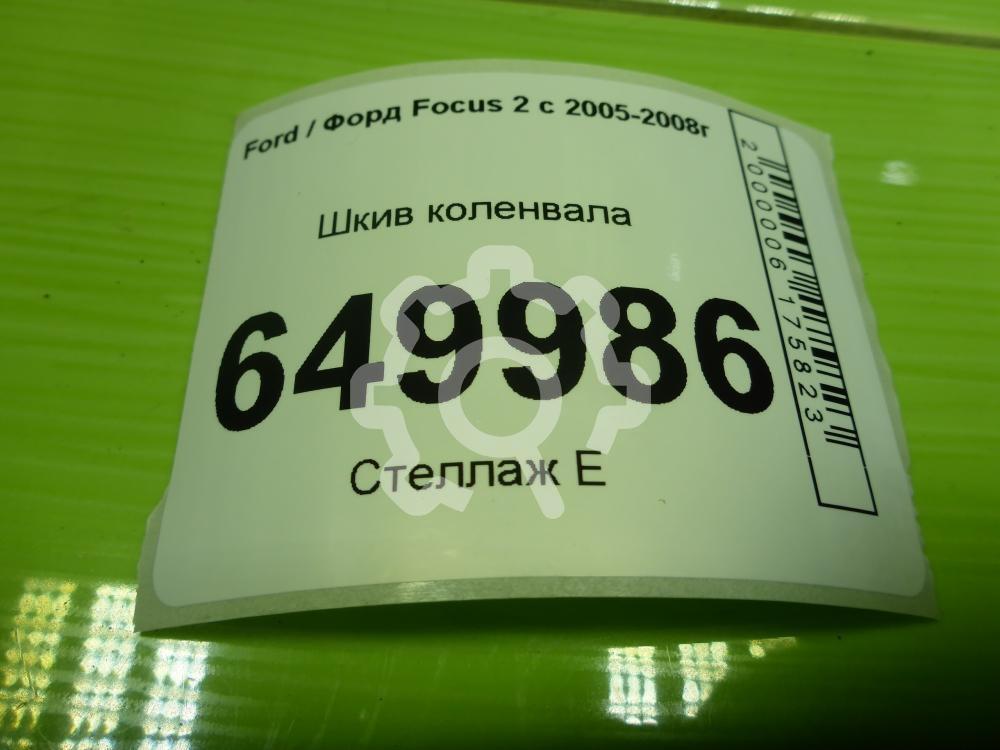 Ford / Форд Focus 2 с 2005-2008г
Шкив коленвала
649986
Стеллаж Е
2000006175823